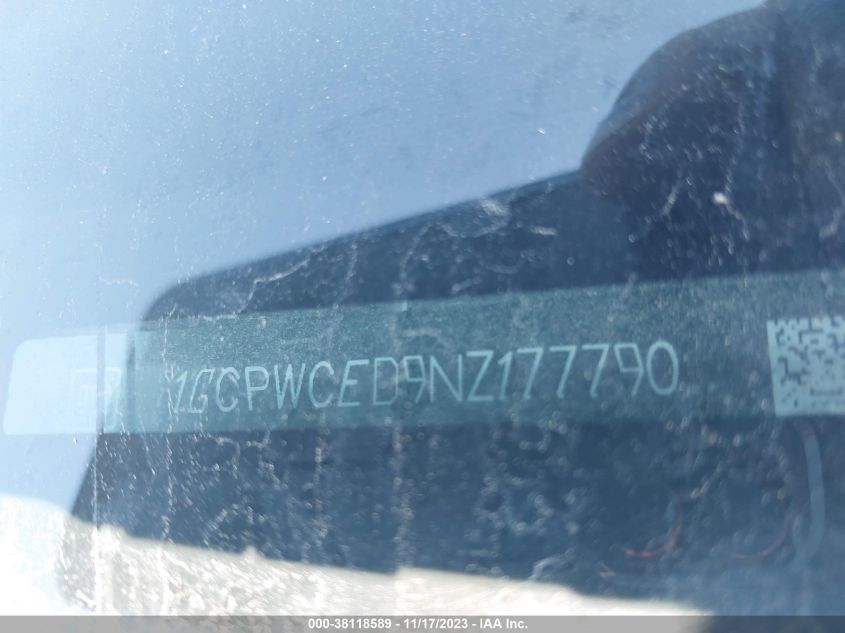 1GCPWCED9NZ177790
000-38118589 - 11/17/2023 - IAA Inc.